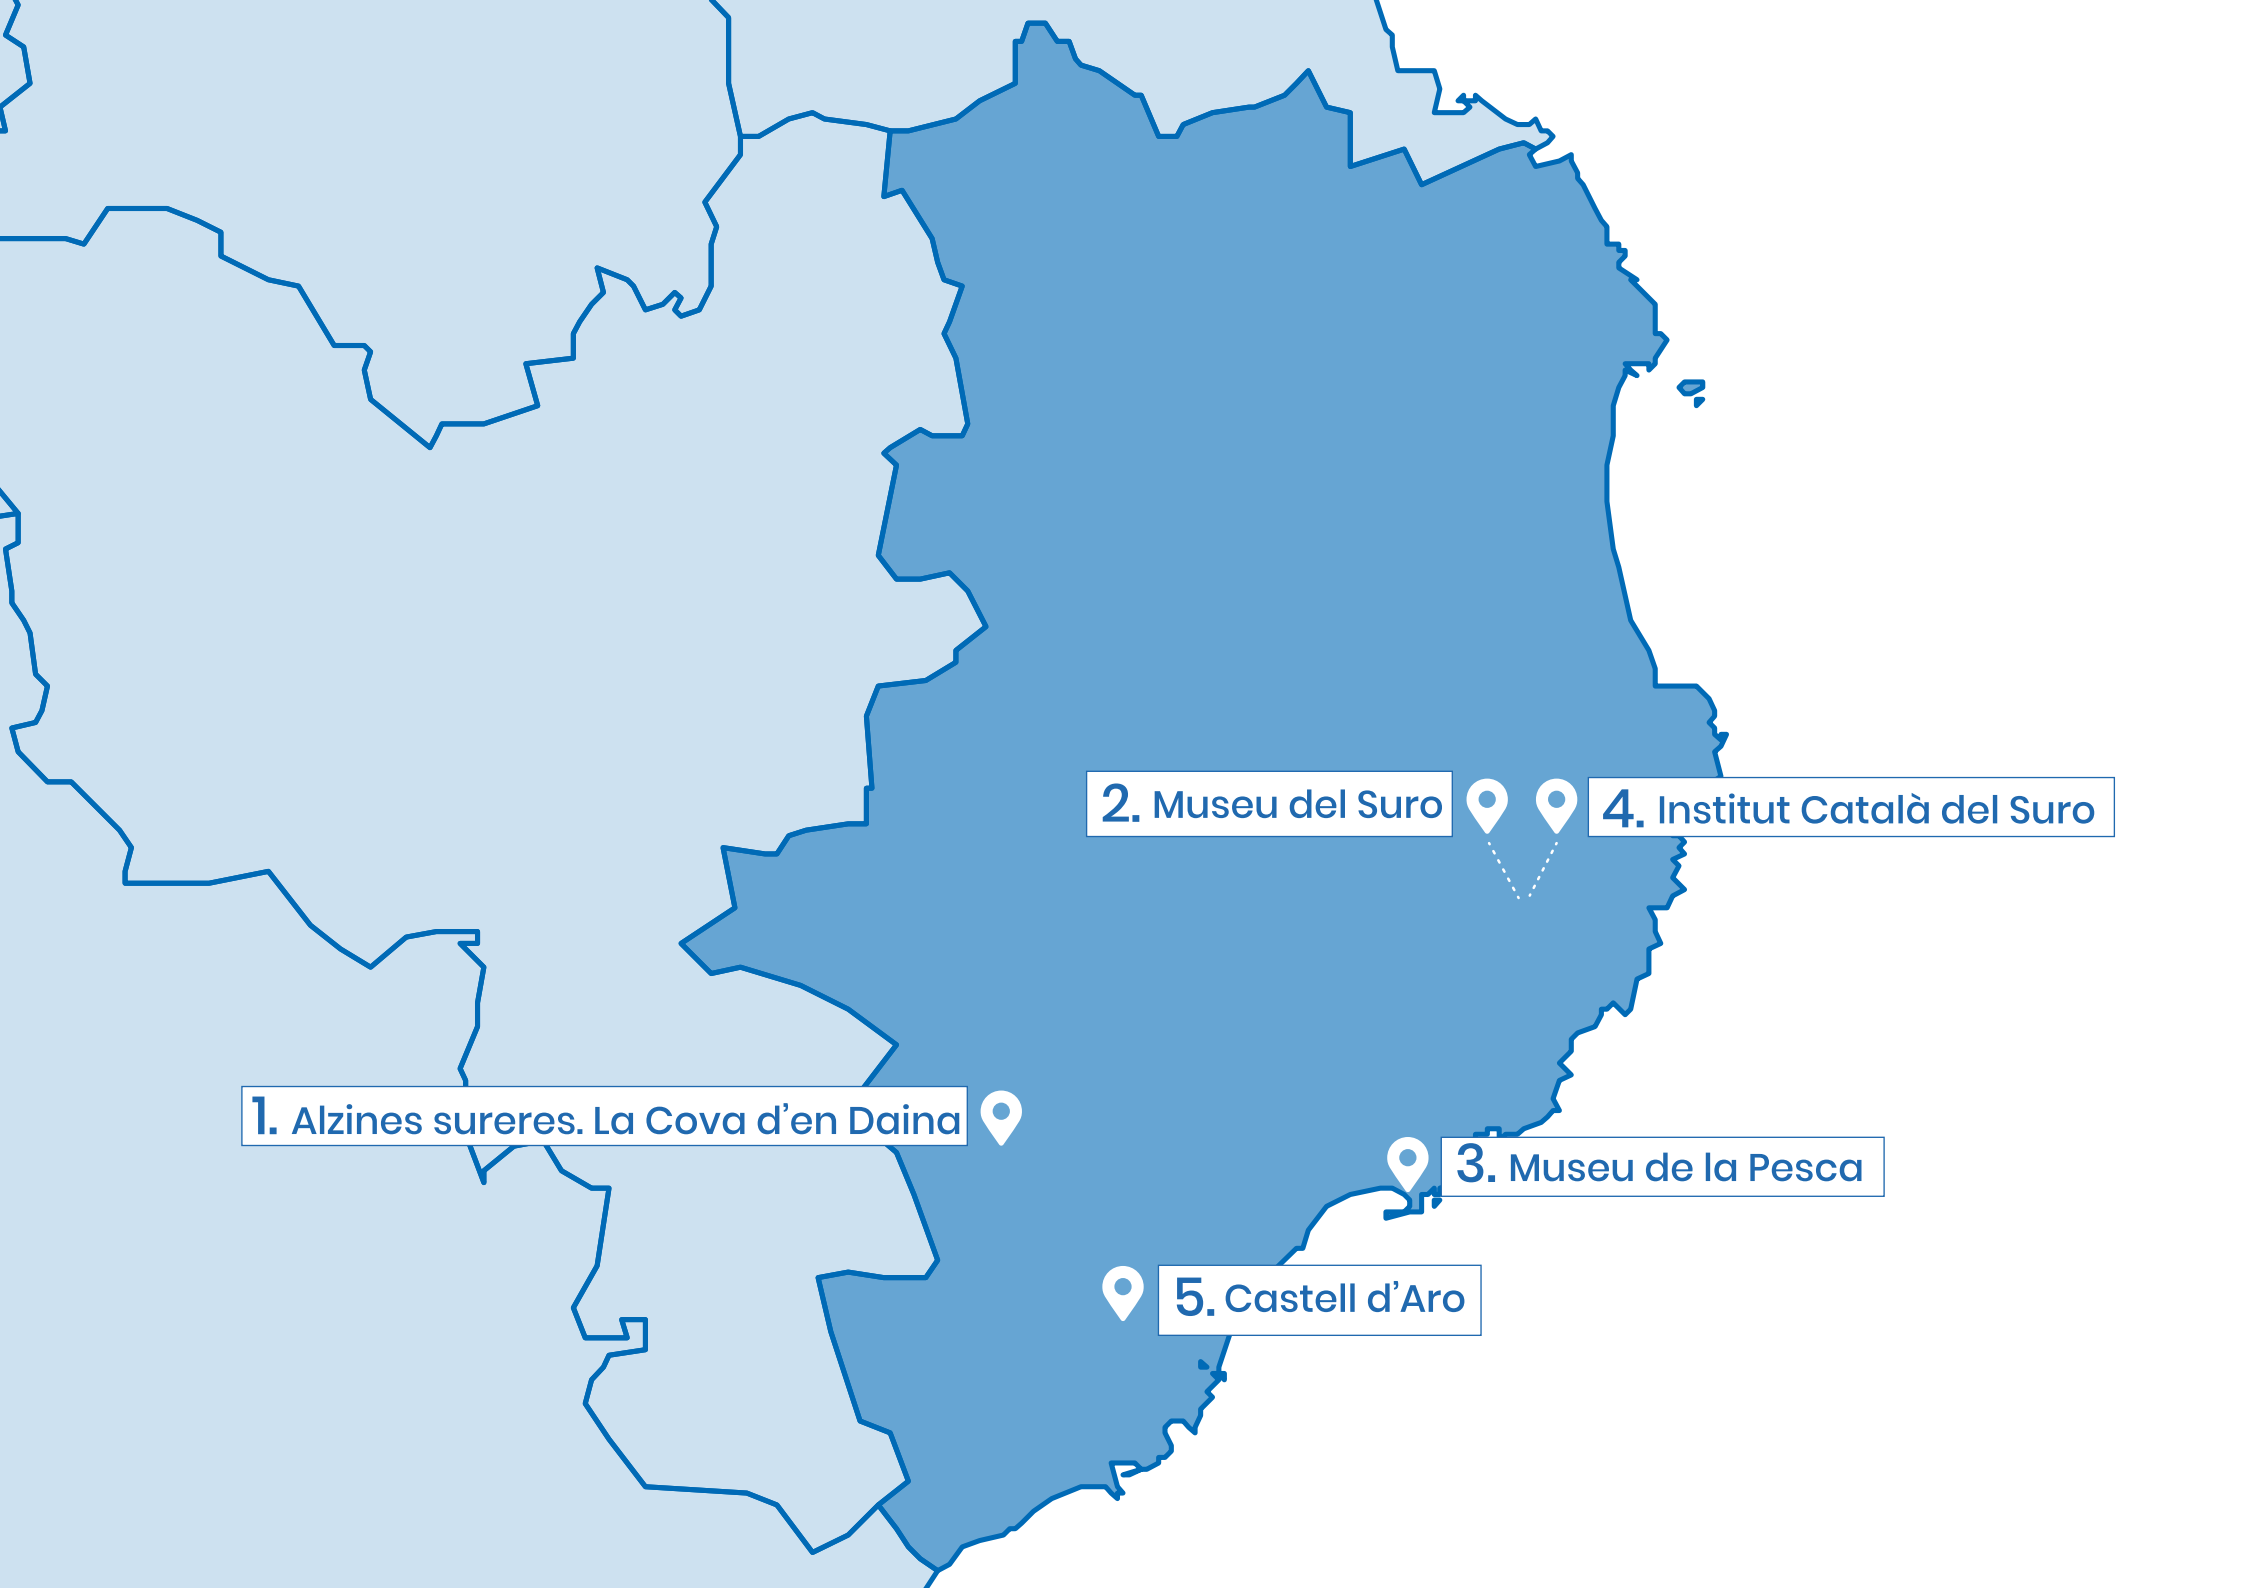 2. Museu del Suro
4. Institut Català del Suro
1. Alzines sureres. La Cova d’en Daina
3. Museu de la Pesca
5. Castell d’Aro